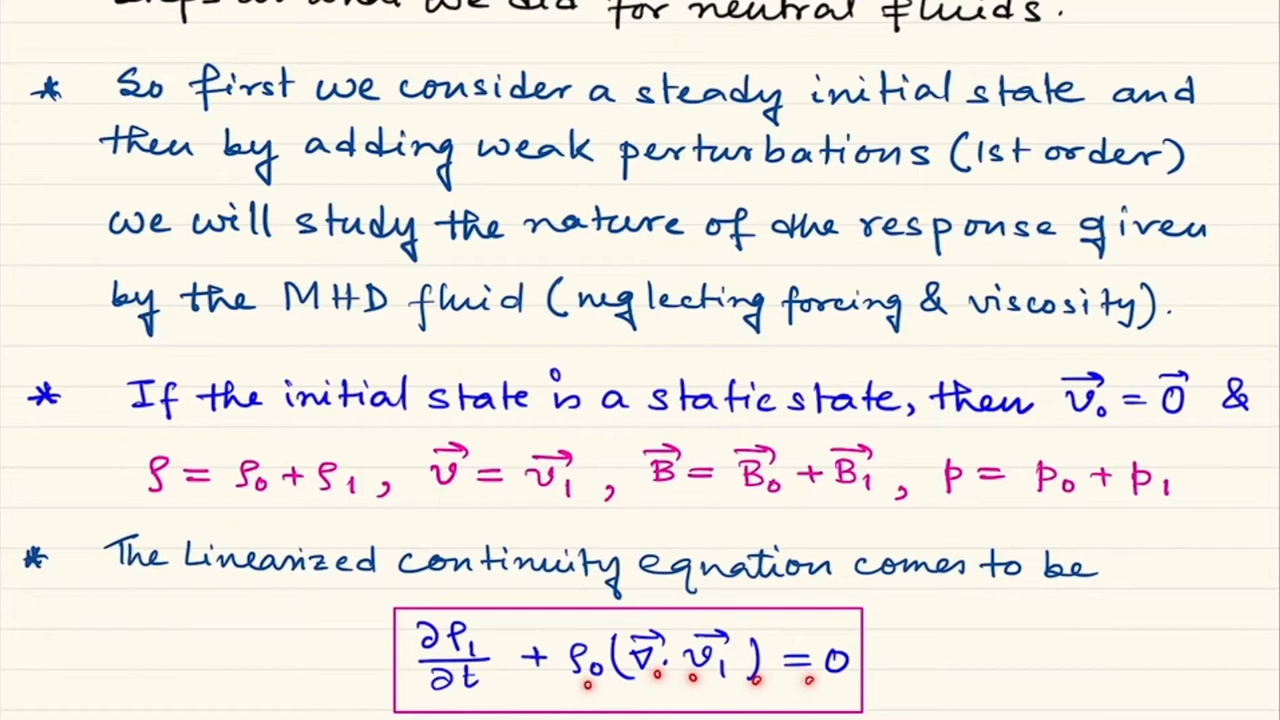 for neutral fluids.
* So first we consider a steady initial state and
then by adding weak perturbations (1st order)
we will study the nature of the response given
by the MHD fluid (neglecting forcing & viscosity).
* If the initial state is a static state, then v⃗₀ = 0⃗ &
ρ = ρ₀ + ρ₁, v⃗ = v⃗₁, B⃗ = B⃗₀ + B⃗₁, p = p₀ + p₁
* The Linearized continuity equation comes to be
∂ρ₁/∂t + ρ₀(∇⃗. v⃗₁) = 0